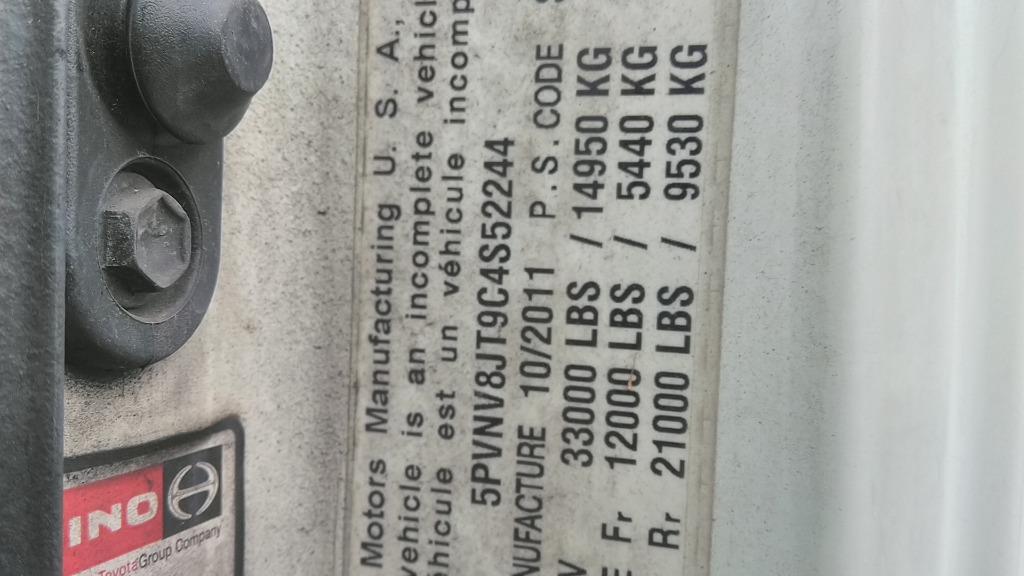 Motors Manufacturing U. S. A.,
vehicle is an incomplete vehicl
éhicule est un véhicule incomp
5PVNV8JT9C4S52244
NUFACTURE 10/2011 P.S.CODE
V 33000 LBS / 14950 KG
E Fr 12000 LBS / 5440 KG
Rr 21000 LBS / 9530 KG
INO
ToyotaGroup Company